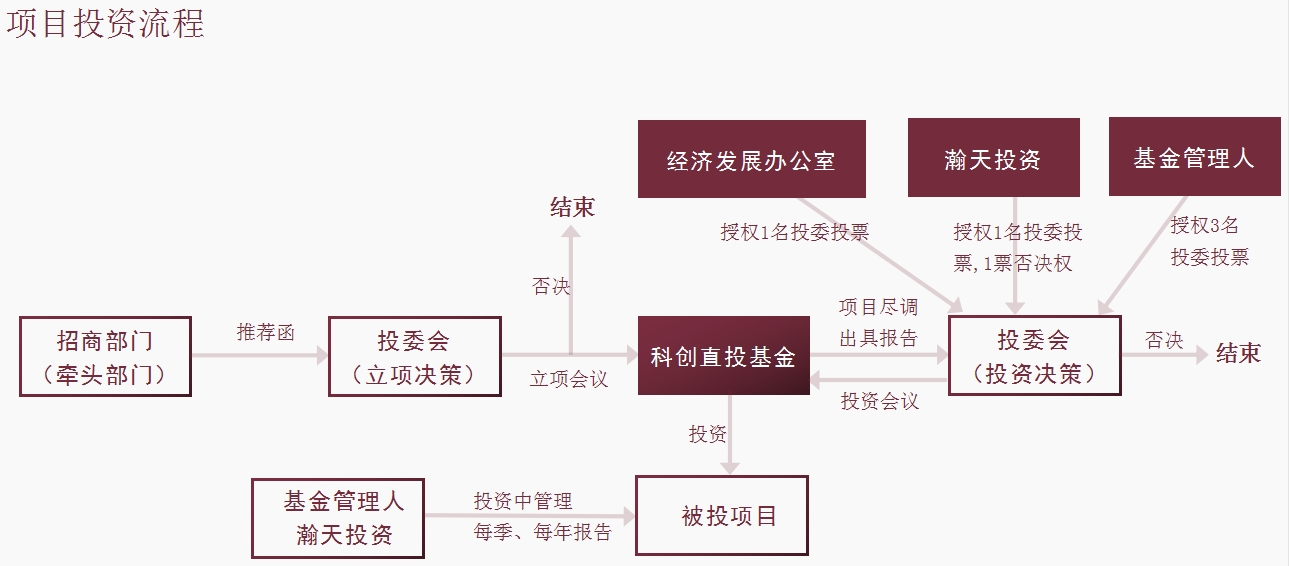 项目投资流程
经济发展办公室
瀚天投资
基金管理人
结束
授权1名投委投票
授权1名投委投
票,1票否决权
授权3名
投委投票
否决
招商部门
（牵头部门）
推荐函
投委会
（立项决策）
立项会议
科创直投基金
项目尽调
出具报告
投资会议
投委会
（投资决策）
否决
结束
投资
基金管理人
瀚天投资
投资中管理
每季、每年报告
被投项目